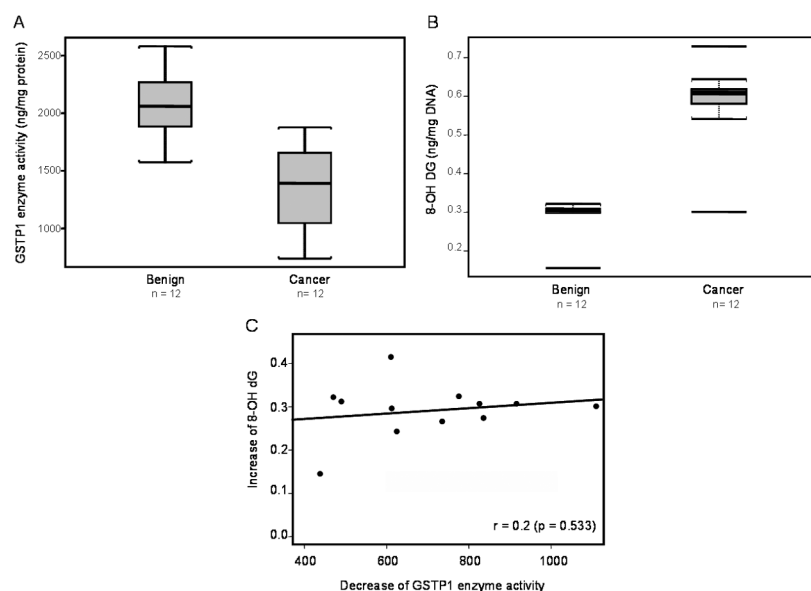 A
GSTP1 enzyme activity (ng/mg protein)
2500
2000
1500
1000
Benign
n = 12
Cancer
n= 12
B
8-OH DG (ng/mg DNA)
0.7
0.6
0.5
0.4
0.3
0.2
Benign
n = 12
Cancer
n = 12
C
Increase of 8-OH dG
0.4
0.3
0.2
0.1
0.0
r = 0.2 (p = 0.533)
400 600 800 1000
Decrease of GSTP1 enzyme activity